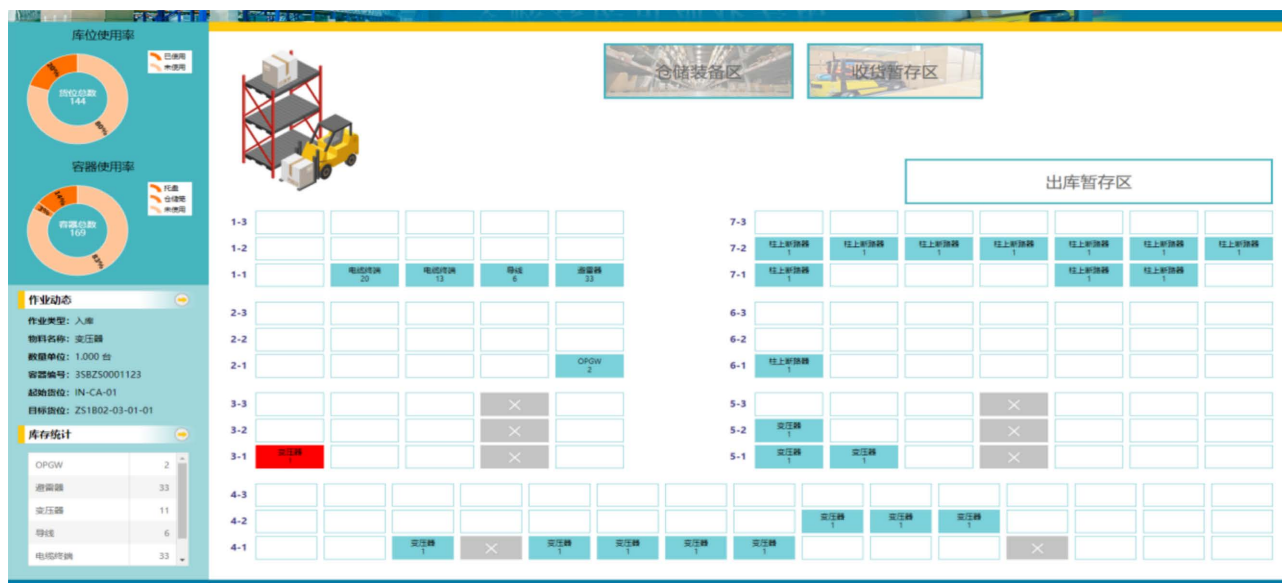 库位使用率
已使用
未使用
20%
货位总数
144
80%
容器使用率
托盘
仓储笼
未使用
14%
3%
容器总数
169
83%
作业动态
作业类型：入库
物料名称：变压器
数量单位：1.000 台
容器编号：3SBZS0001123
起始货位：IN-CA-01
目标货位：ZS1B02-03-01-01
库存统计
OPGW 2
避雷器 33
变压器 11
导线 6
电缆终端 33
仓储装备区 收货暂存区
出库暂存区
1-3
1-2
1-1 电缆终端 电缆终端 导线 避雷器
20 13 6 33
2-3
2-2
2-1 OPGW
2
3-3
3-2
3-1 变压器
1
7-3
7-2 柱上断路器 柱上断路器 柱上断路器 柱上断路器 柱上断路器 柱上断路器 柱上断路器
1 1 1 1 1 1 1
7-1 柱上断路器 柱上断路器 柱上断路器
1 1 1
6-3
6-2
6-1 柱上断路器
1
5-3
5-2 变压器
1
5-1 变压器 变压器
1 1
4-3
4-2 变压器 变压器 变压器
1 1 1
4-1 变压器 变压器 变压器 变压器 变压器
1 1 1 1 1